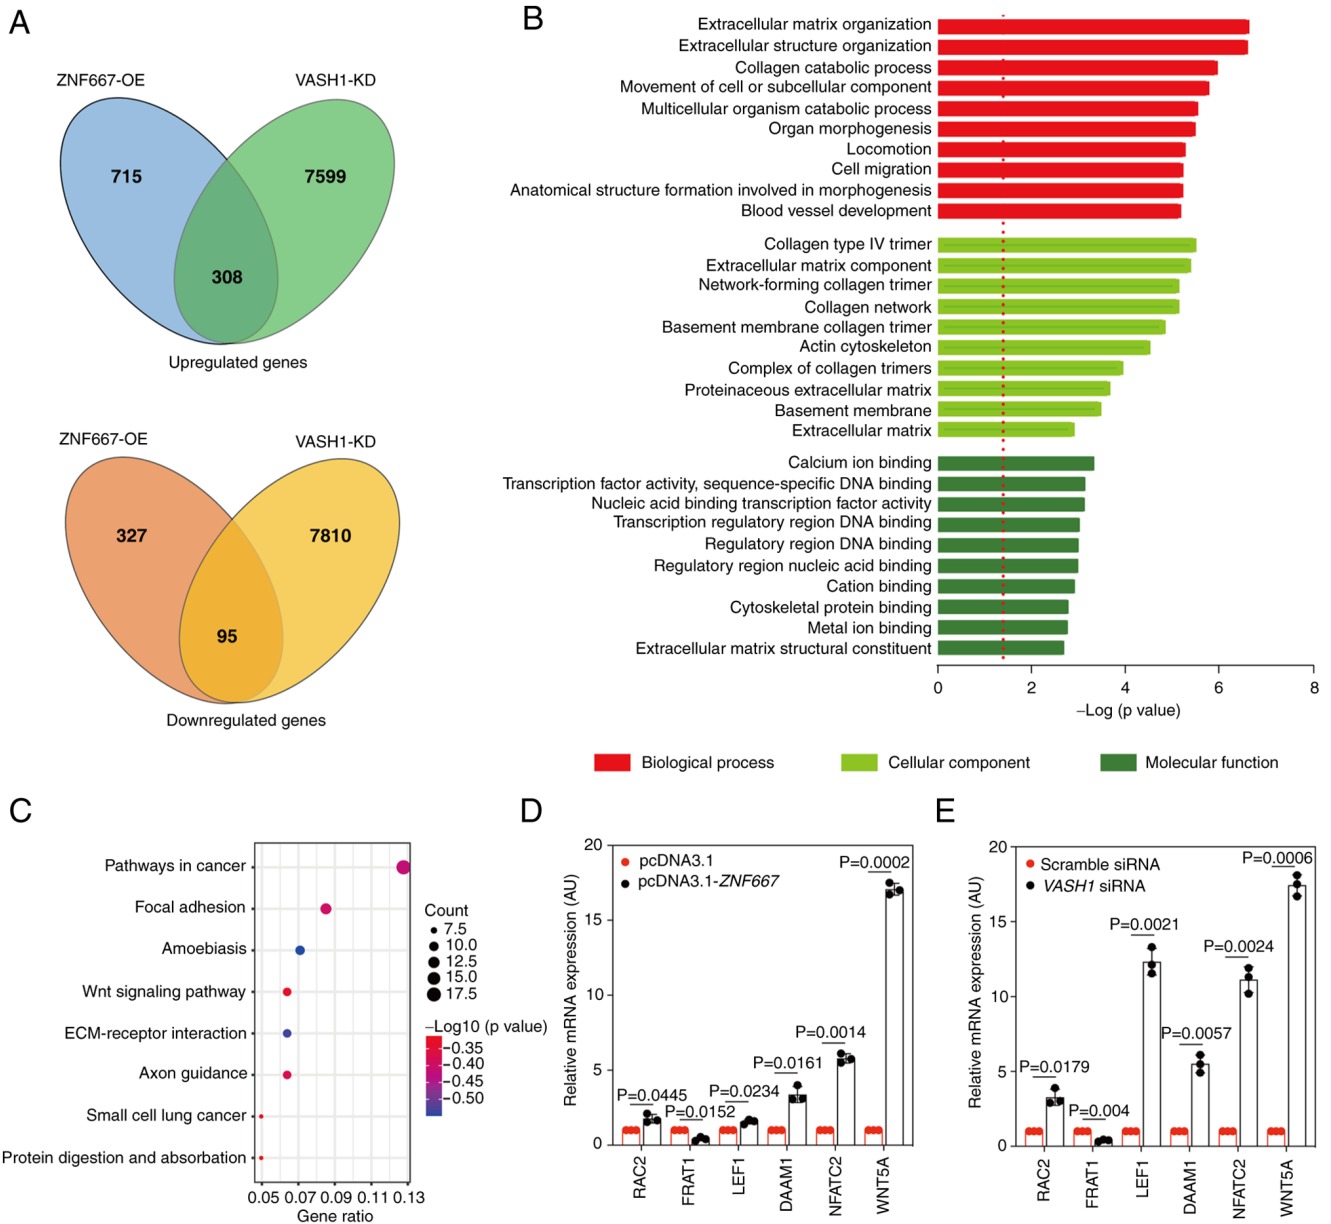 A
ZNF667-OE
VASH1-KD
715
7599
308
Upregulated genes
ZNF667-OE
VASH1-KD
327
7810
95
Downregulated genes
B
Extracellular matrix organization
Extracellular structure organization
Collagen catabolic process
Movement of cell or subcellular component
Multicellular organism catabolic process
Organ morphogenesis
Locomotion
Cell migration
Anatomical structure formation involved in morphogenesis
Blood vessel development
Collagen type IV trimer
Extracellular matrix component
Network-forming collagen trimer
Collagen network
Basement membrane collagen trimer
Actin cytoskeleton
Complex of collagen trimers
Proteinaceous extracellular matrix
Basement membrane
Extracellular matrix
Calcium ion binding
Transcription factor activity, sequence-specific DNA binding
Nucleic acid binding transcription factor activity
Transcription regulatory region DNA binding
Regulatory region DNA binding
Regulatory region nucleic acid binding
Cation binding
Cytoskeletal protein binding
Metal ion binding
Extracellular matrix structural constituent
0 2 4 6 8
−Log (p value)
Biological process
Cellular component
Molecular function
C
Pathways in cancer
Focal adhesion
Amoebiasis
Wnt signaling pathway
ECM-receptor interaction
Axon guidance
Small cell lung cancer
Protein digestion and absorbation
0.05 0.07 0.09 0.11 0.13
Gene ratio
Count
7.5
10.0
12.5
15.0
17.5
−Log10 (p value)
−0.35
−0.40
−0.45
−0.50
D
Relative mRNA expression (AU)
20
15
10
5
0
pcDNA3.1
pcDNA3.1-ZNF667
P=0.0445
P=0.0152
P=0.0234
P=0.0161
P=0.0014
P=0.0002
RAC2
FRAT1
LEF1
DAAM1
NFATC2
WNT5A
E
Relative mRNA expression (AU)
20
15
10
5
0
Scramble siRNA
VASH1 siRNA
P=0.0179
P=0.004
P=0.0021
P=0.0057
P=0.0024
P=0.0006
RAC2
FRAT1
LEF1
DAAM1
NFATC2
WNT5A